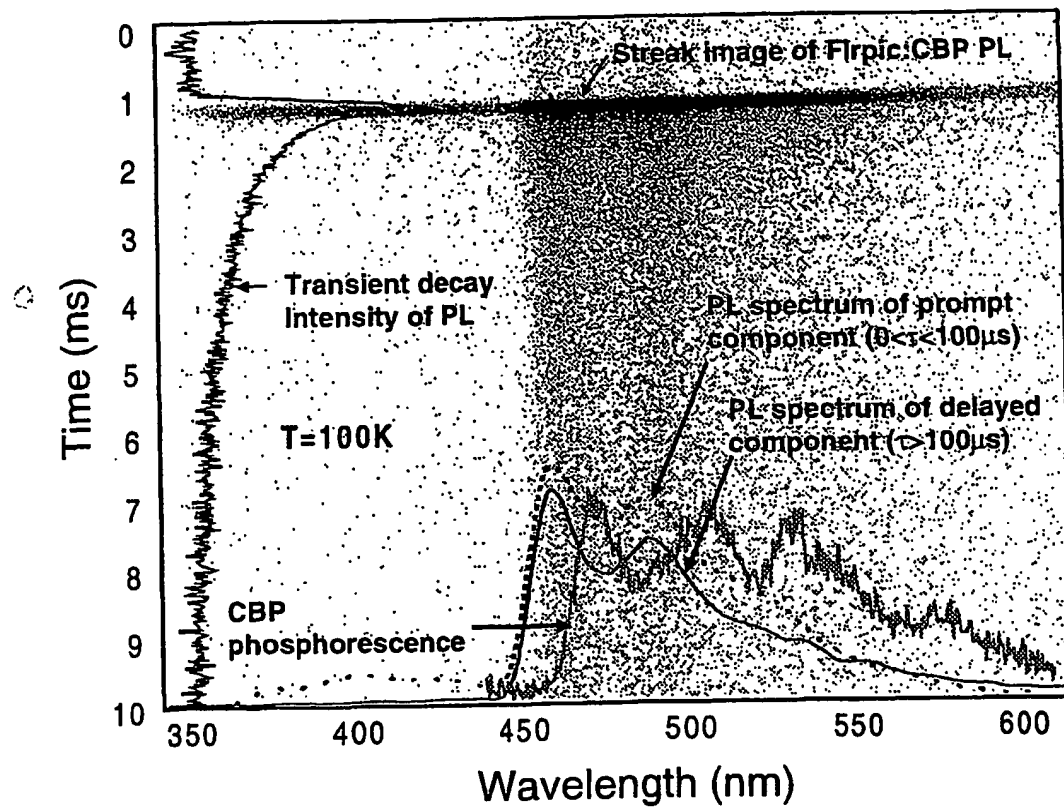 0
1
2
3
4
5
6
7
8
9
10
Time (ms)
Streak image of Firpic:CBP PL
Transient decay
intensity of PL
PL spectrum of prompt
component (0<τ<100μs)
PL spectrum of delayed
component (τ>100μs)
T=100K
CBP
phosphorescence
350 400 450 500 550 600
Wavelength (nm)